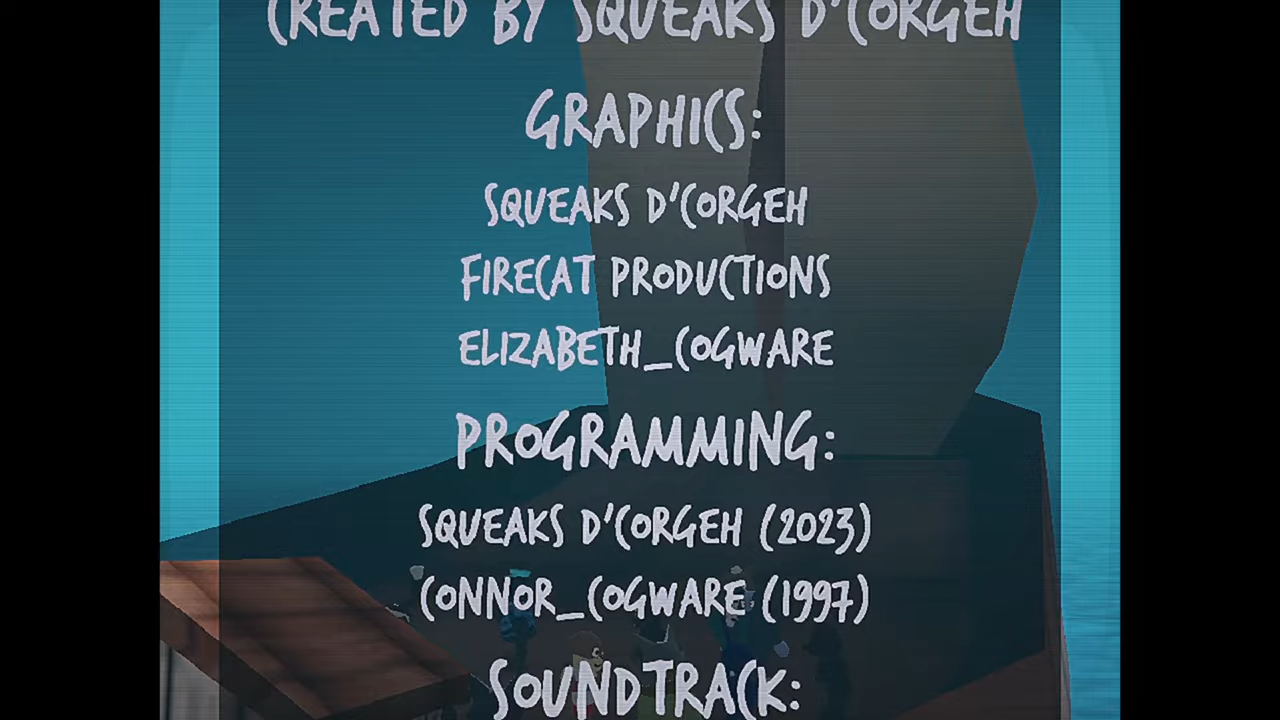 CREATED BY SQUEAKS D'CORGEH
GRAPHICS:
SQUEAKS D'CORGEH
FIRECAT PRODUCTIONS
ELIZABETH_COGWARE
PROGRAMMING:
SQUEAKS D'CORGEH (2023)
CONNOR_COGWARE (1997)
SOUNDTRACK: